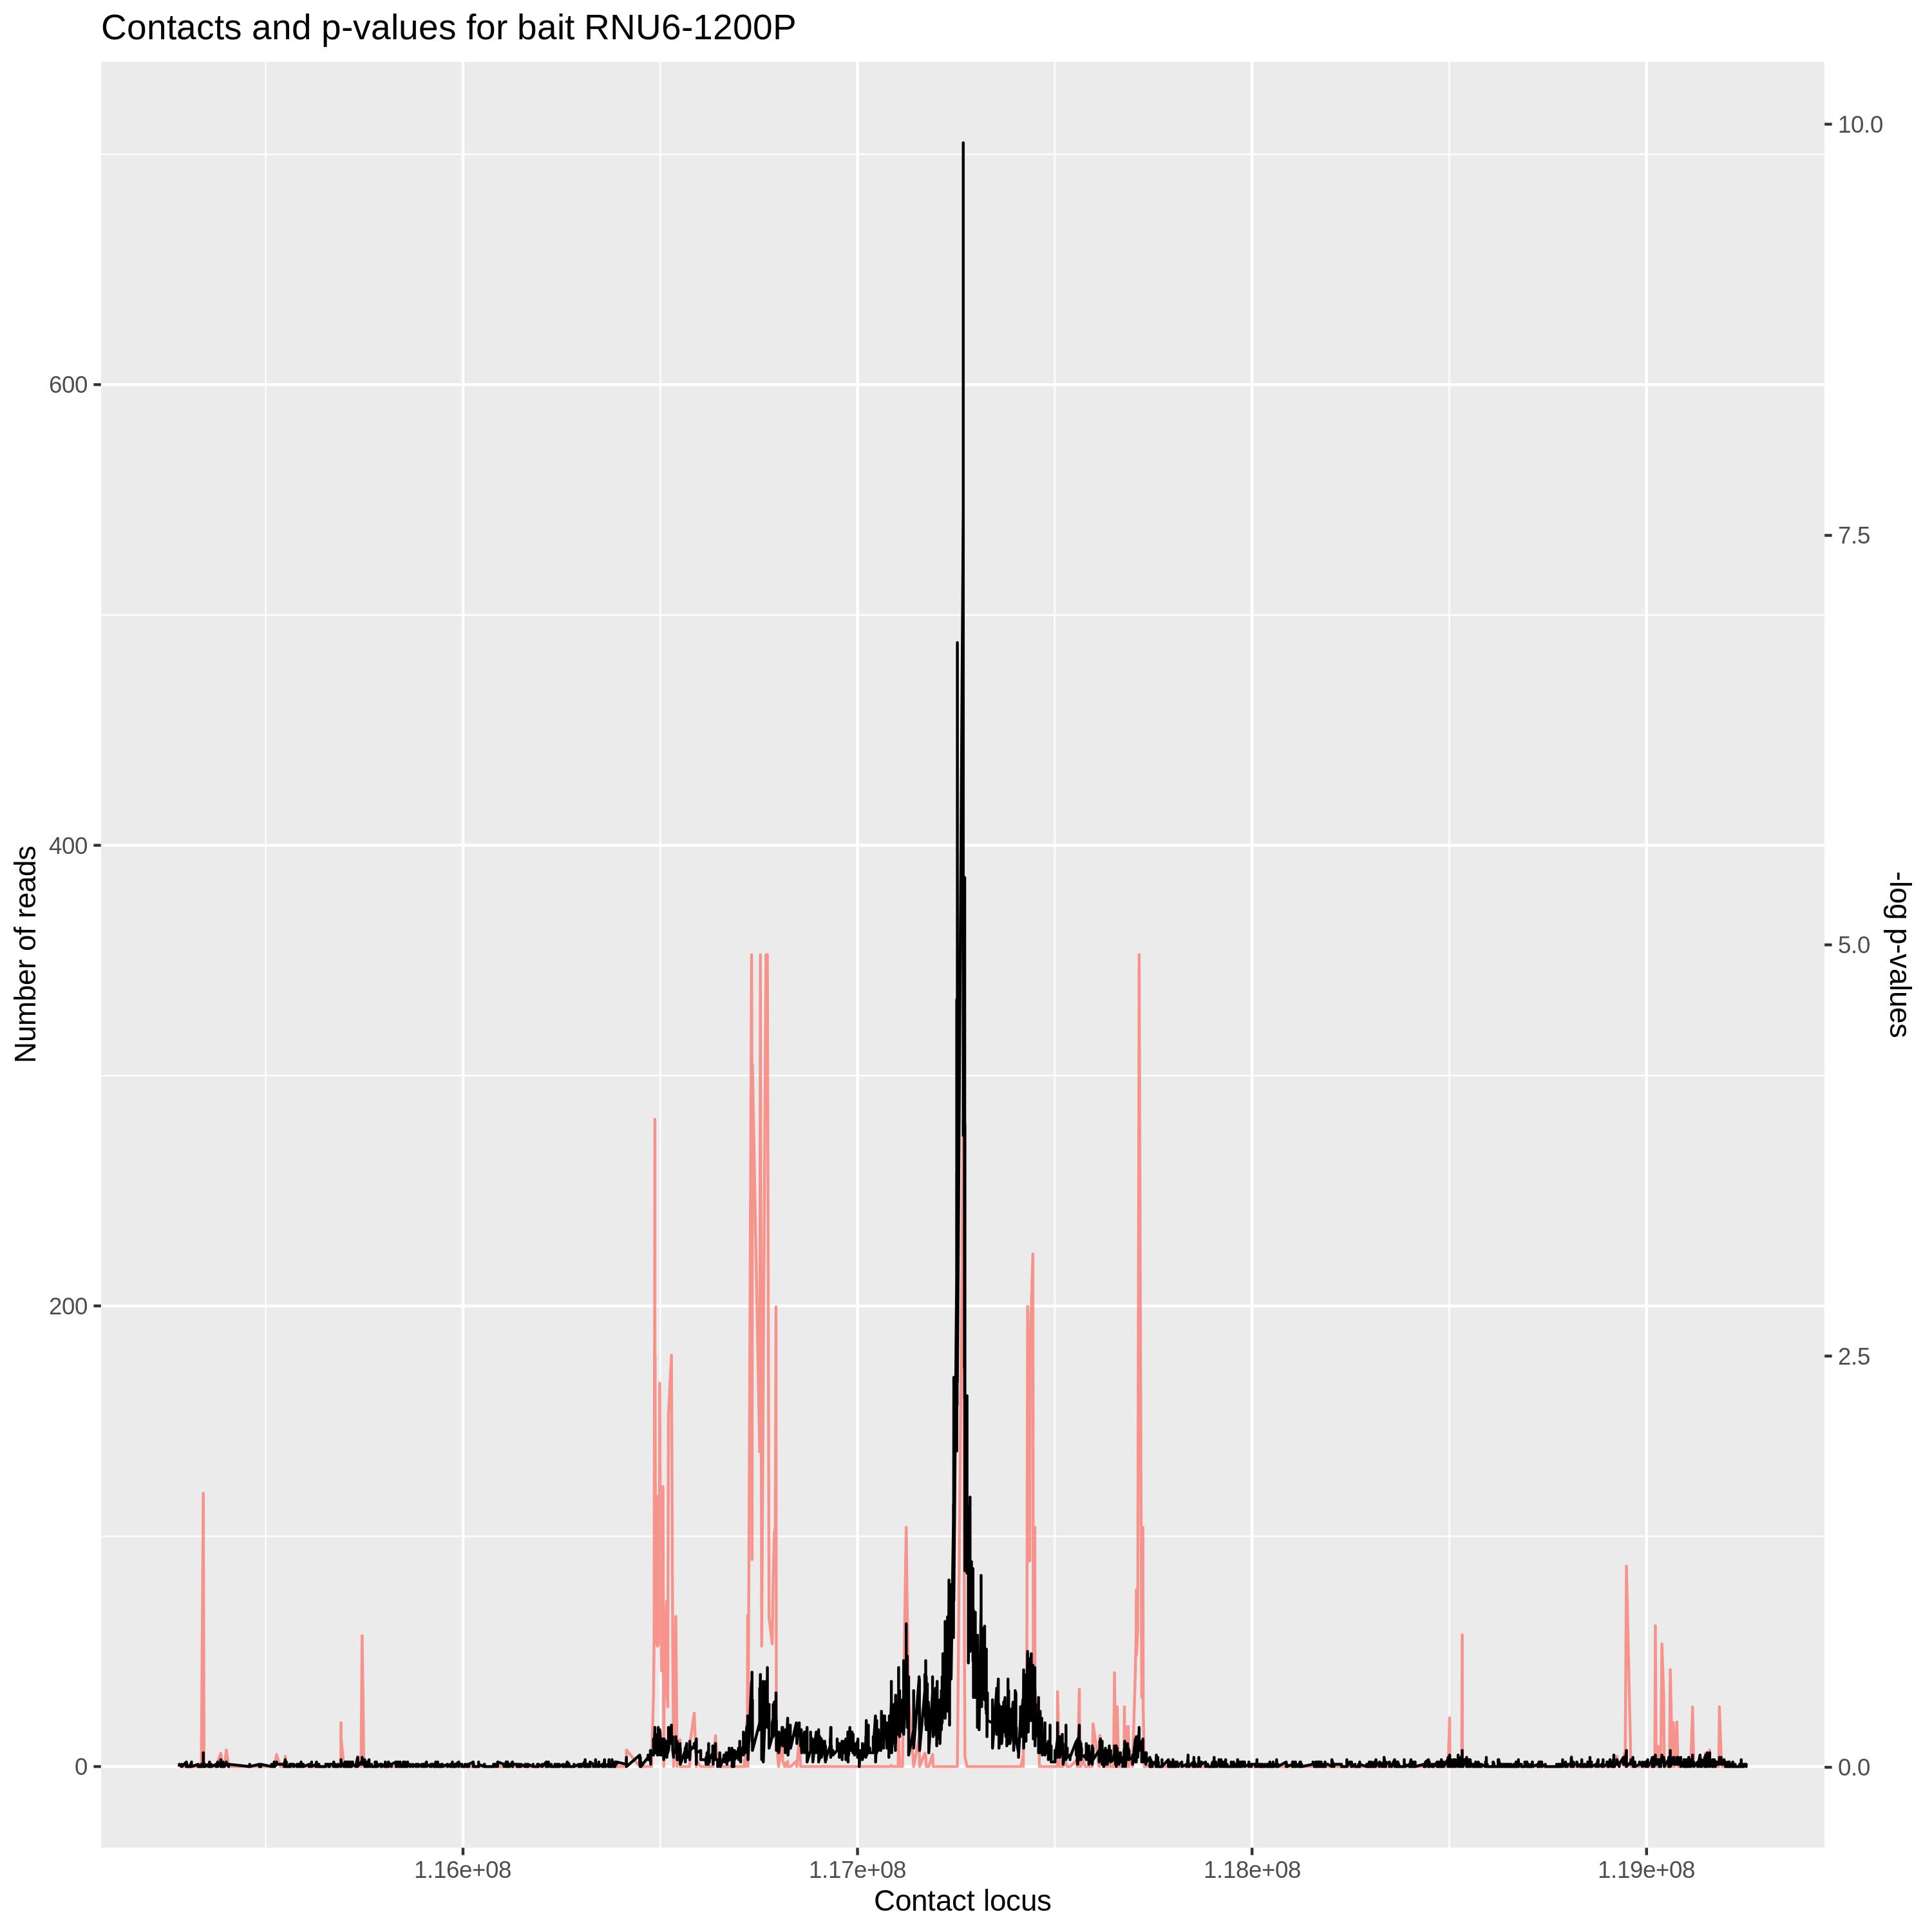 Contacts and p-values for bait RNU6-1200P
10.0
7.5
5.0
2.5
0.0
-log p-values
600
400
200
0
Number of reads
1.16e+08 1.17e+08 1.18e+08 1.19e+08
Contact locus